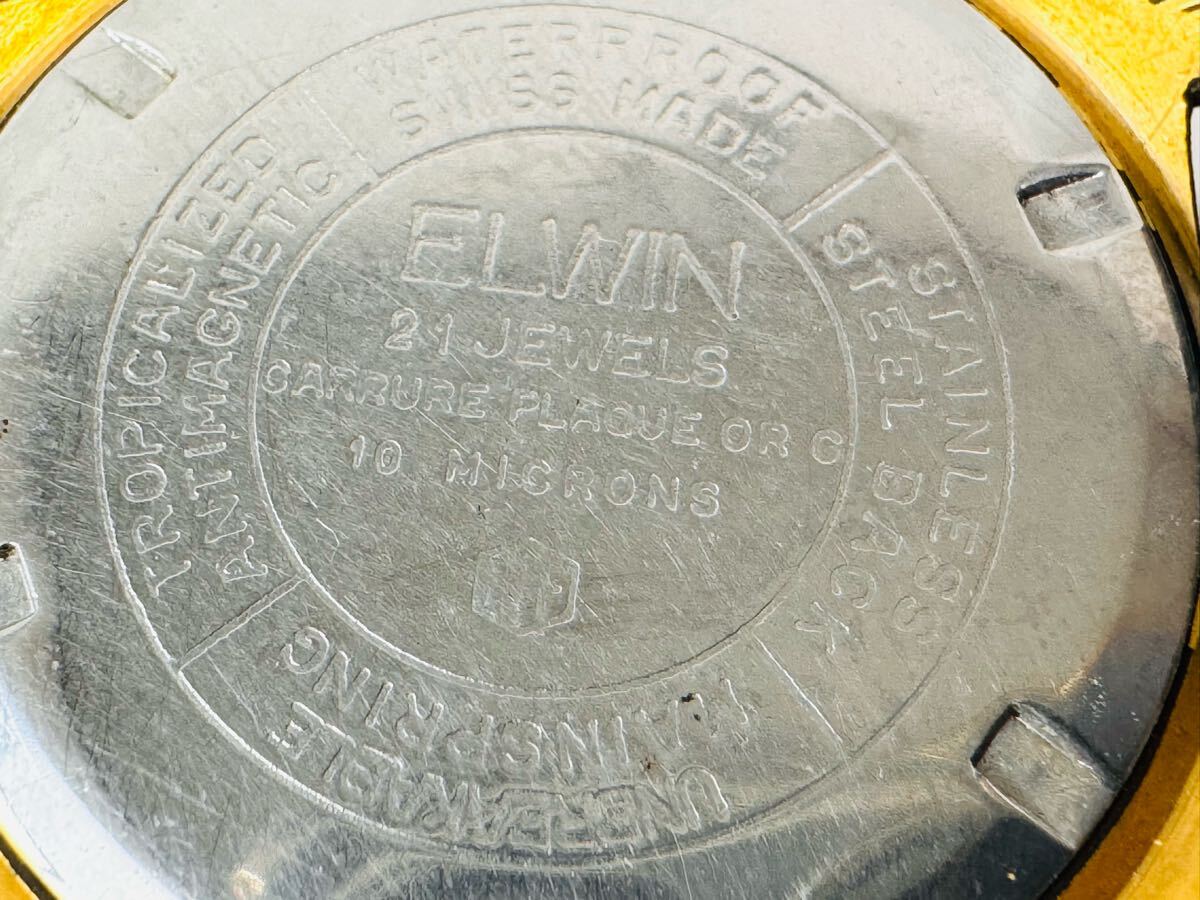 WATERPROOF
SWISS MADE
STAINLESS
STEEL BACK
UNBREAKABLE
MAINSPRING
TROPICALIZED
ANTIMAGNETIC
ELWIN
21 JEWELS
CARRURE PLAQUE OR G
10 MICRONS